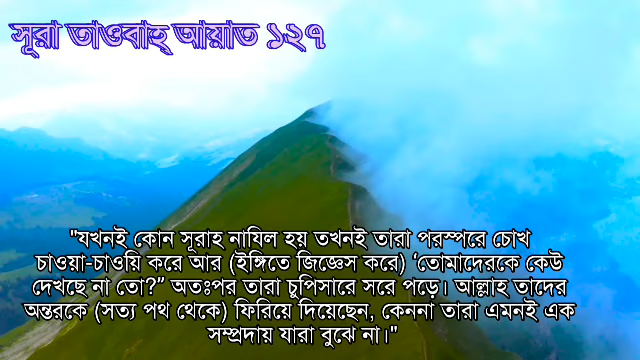 সূরা তাওবাহ্ আয়াত ১২৭
"যখনই কোন সূরাহ নাযিল হয় তখনই তারা পরস্পরে চোখ
চাওয়া-চাওয়ি করে আর (ইঙ্গিতে জিজ্ঞেস করে) ‘তোমাদেরকে কেউ
দেখছে না তো?” অতঃপর তারা চুপিসারে সরে পড়ে। আল্লাহ তাদের
অন্তরকে (সত্য পথ থেকে) ফিরিয়ে দিয়েছেন, কেননা তারা এমনই এক
সম্প্রদায় যারা বুঝে না।"